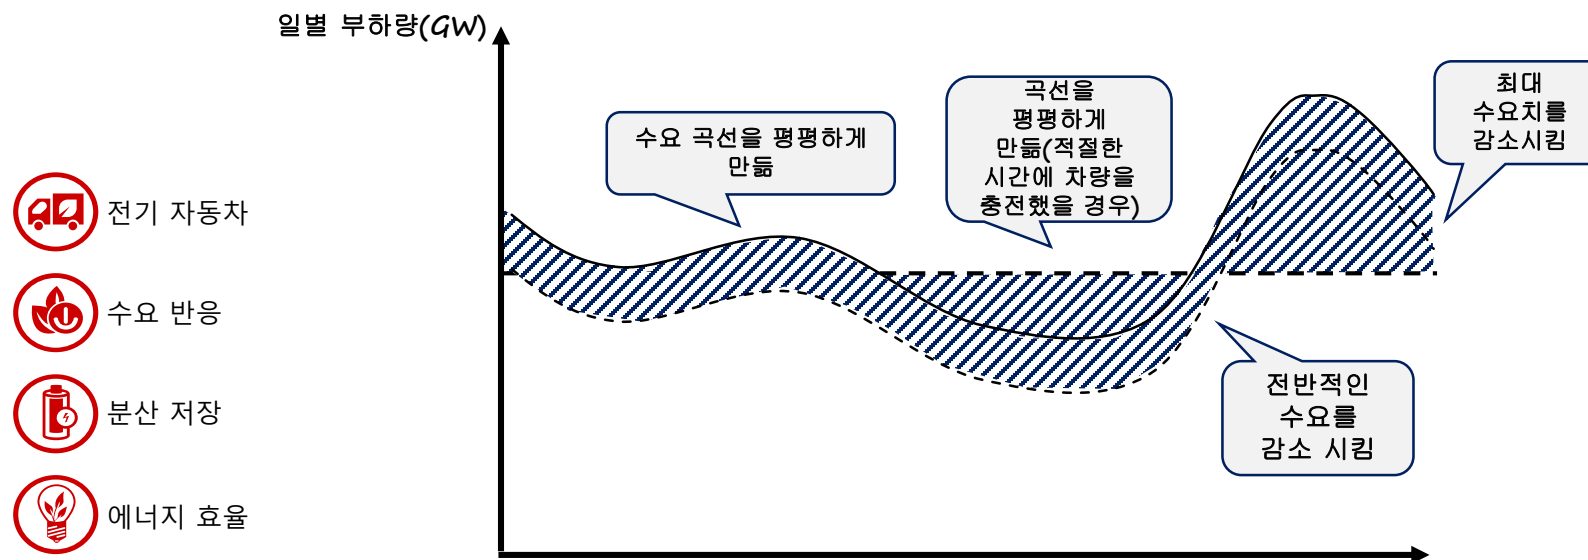 일별 부하량(GW)
수요 곡선을 평평하게
만듦
곡선을
평평하게
만듦(적절한
시간에 차량을
충전했을 경우)
최대
수요치를
감소시킴
전기 자동차
수요 반응
분산 저장
에너지 효율
전반적인
수요를
감소 시킴